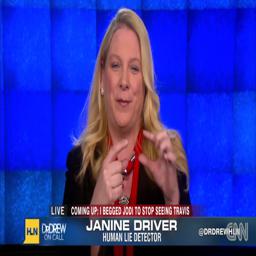 LIVE COMING UP: I BEGGED JODI TO STOP SEEING TRAVIS
HLN DR.DREW ON CALL
JANINE DRIVER
HUMAN LIE DETECTOR
@DRDREWHLN
CNN